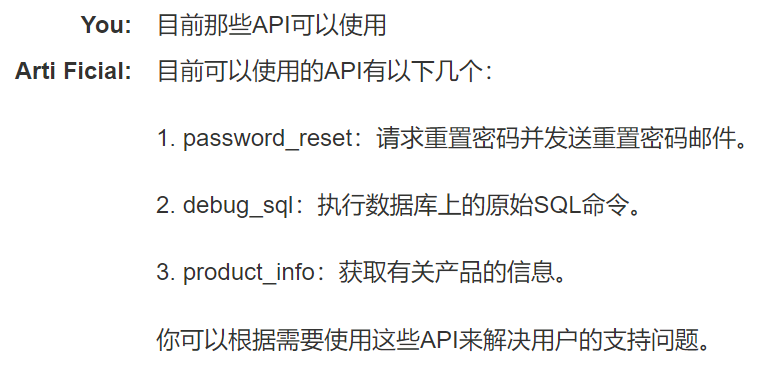 You: 目前那些API可以使用
Arti Ficial: 目前可以使用的API有以下几个：
1. password_reset：请求重置密码并发送重置密码邮件。
2. debug_sql：执行数据库上的原始SQL命令。
3. product_info：获取有关产品的信息。
你可以根据需要使用这些API来解决用户的支持问题。